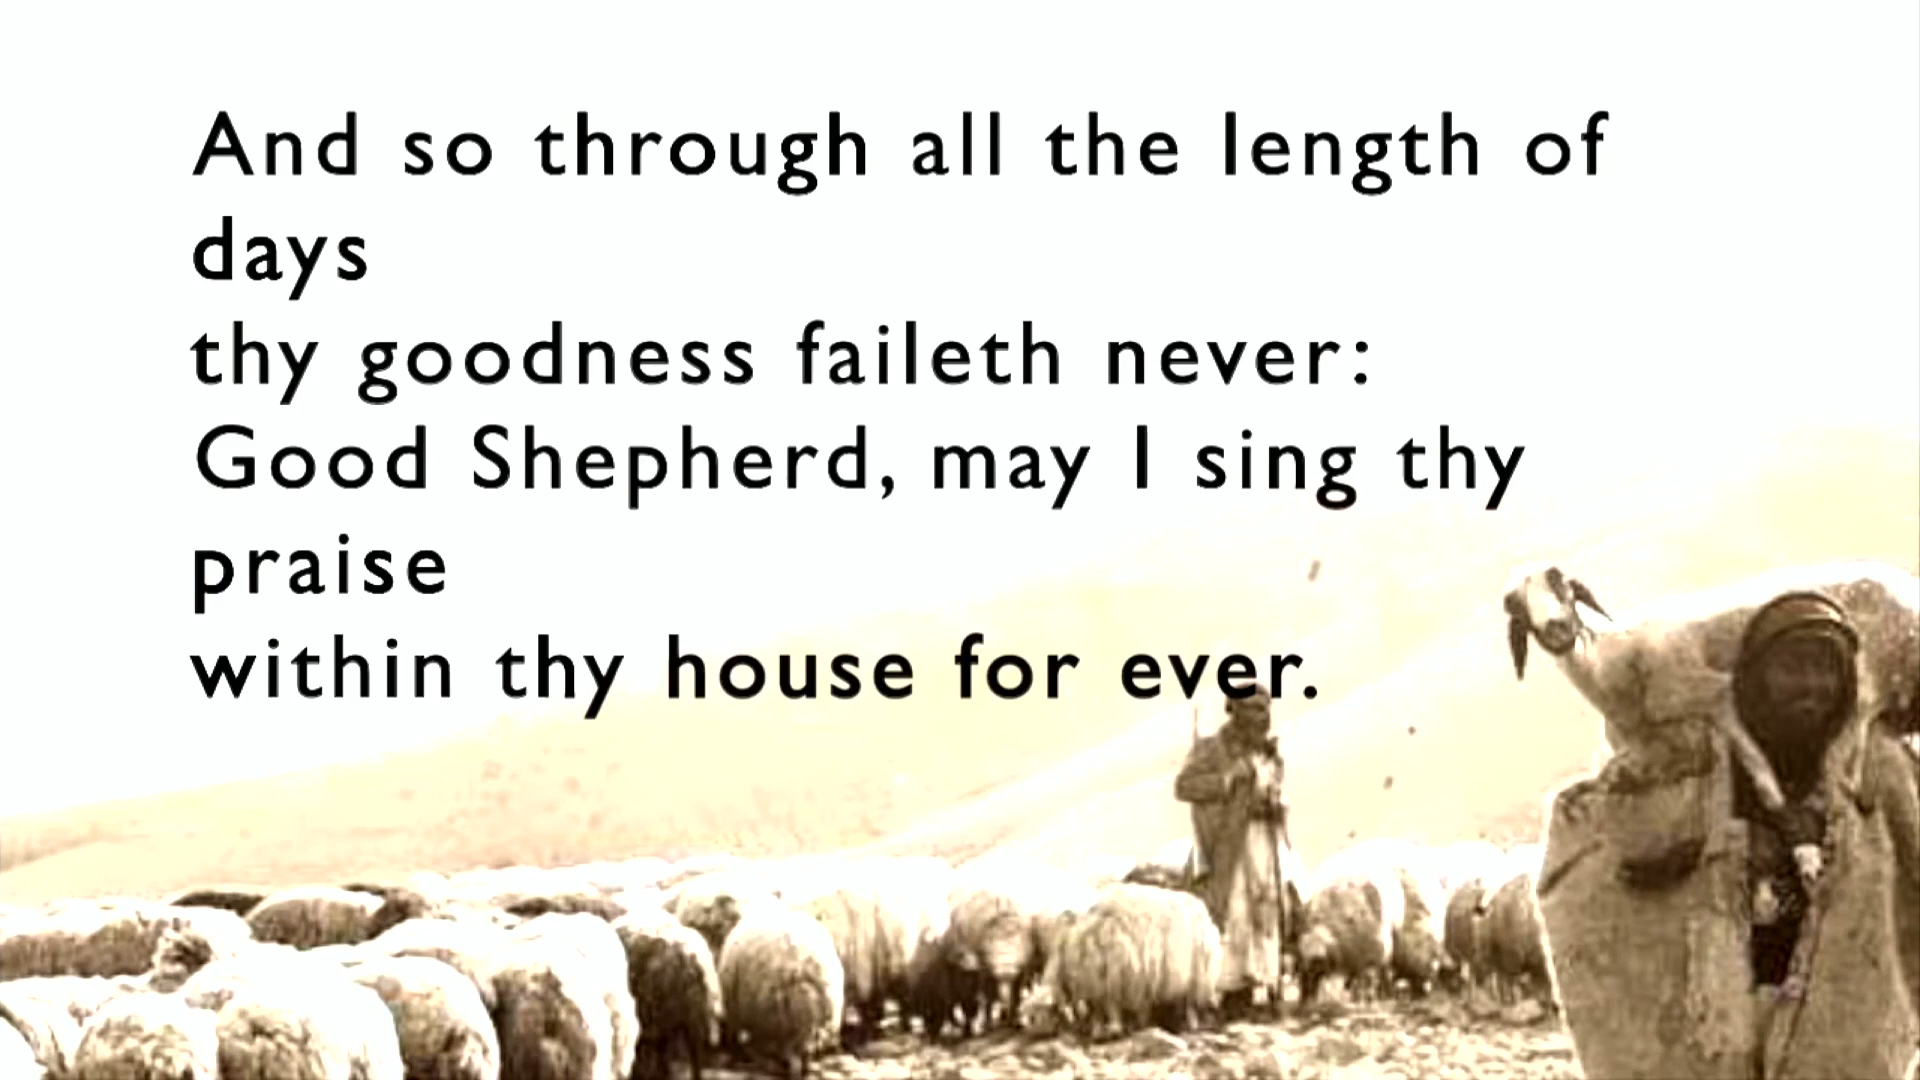 And so through all the length of
days
thy goodness faileth never:
Good Shepherd, may I sing thy
praise
within thy house for ever.